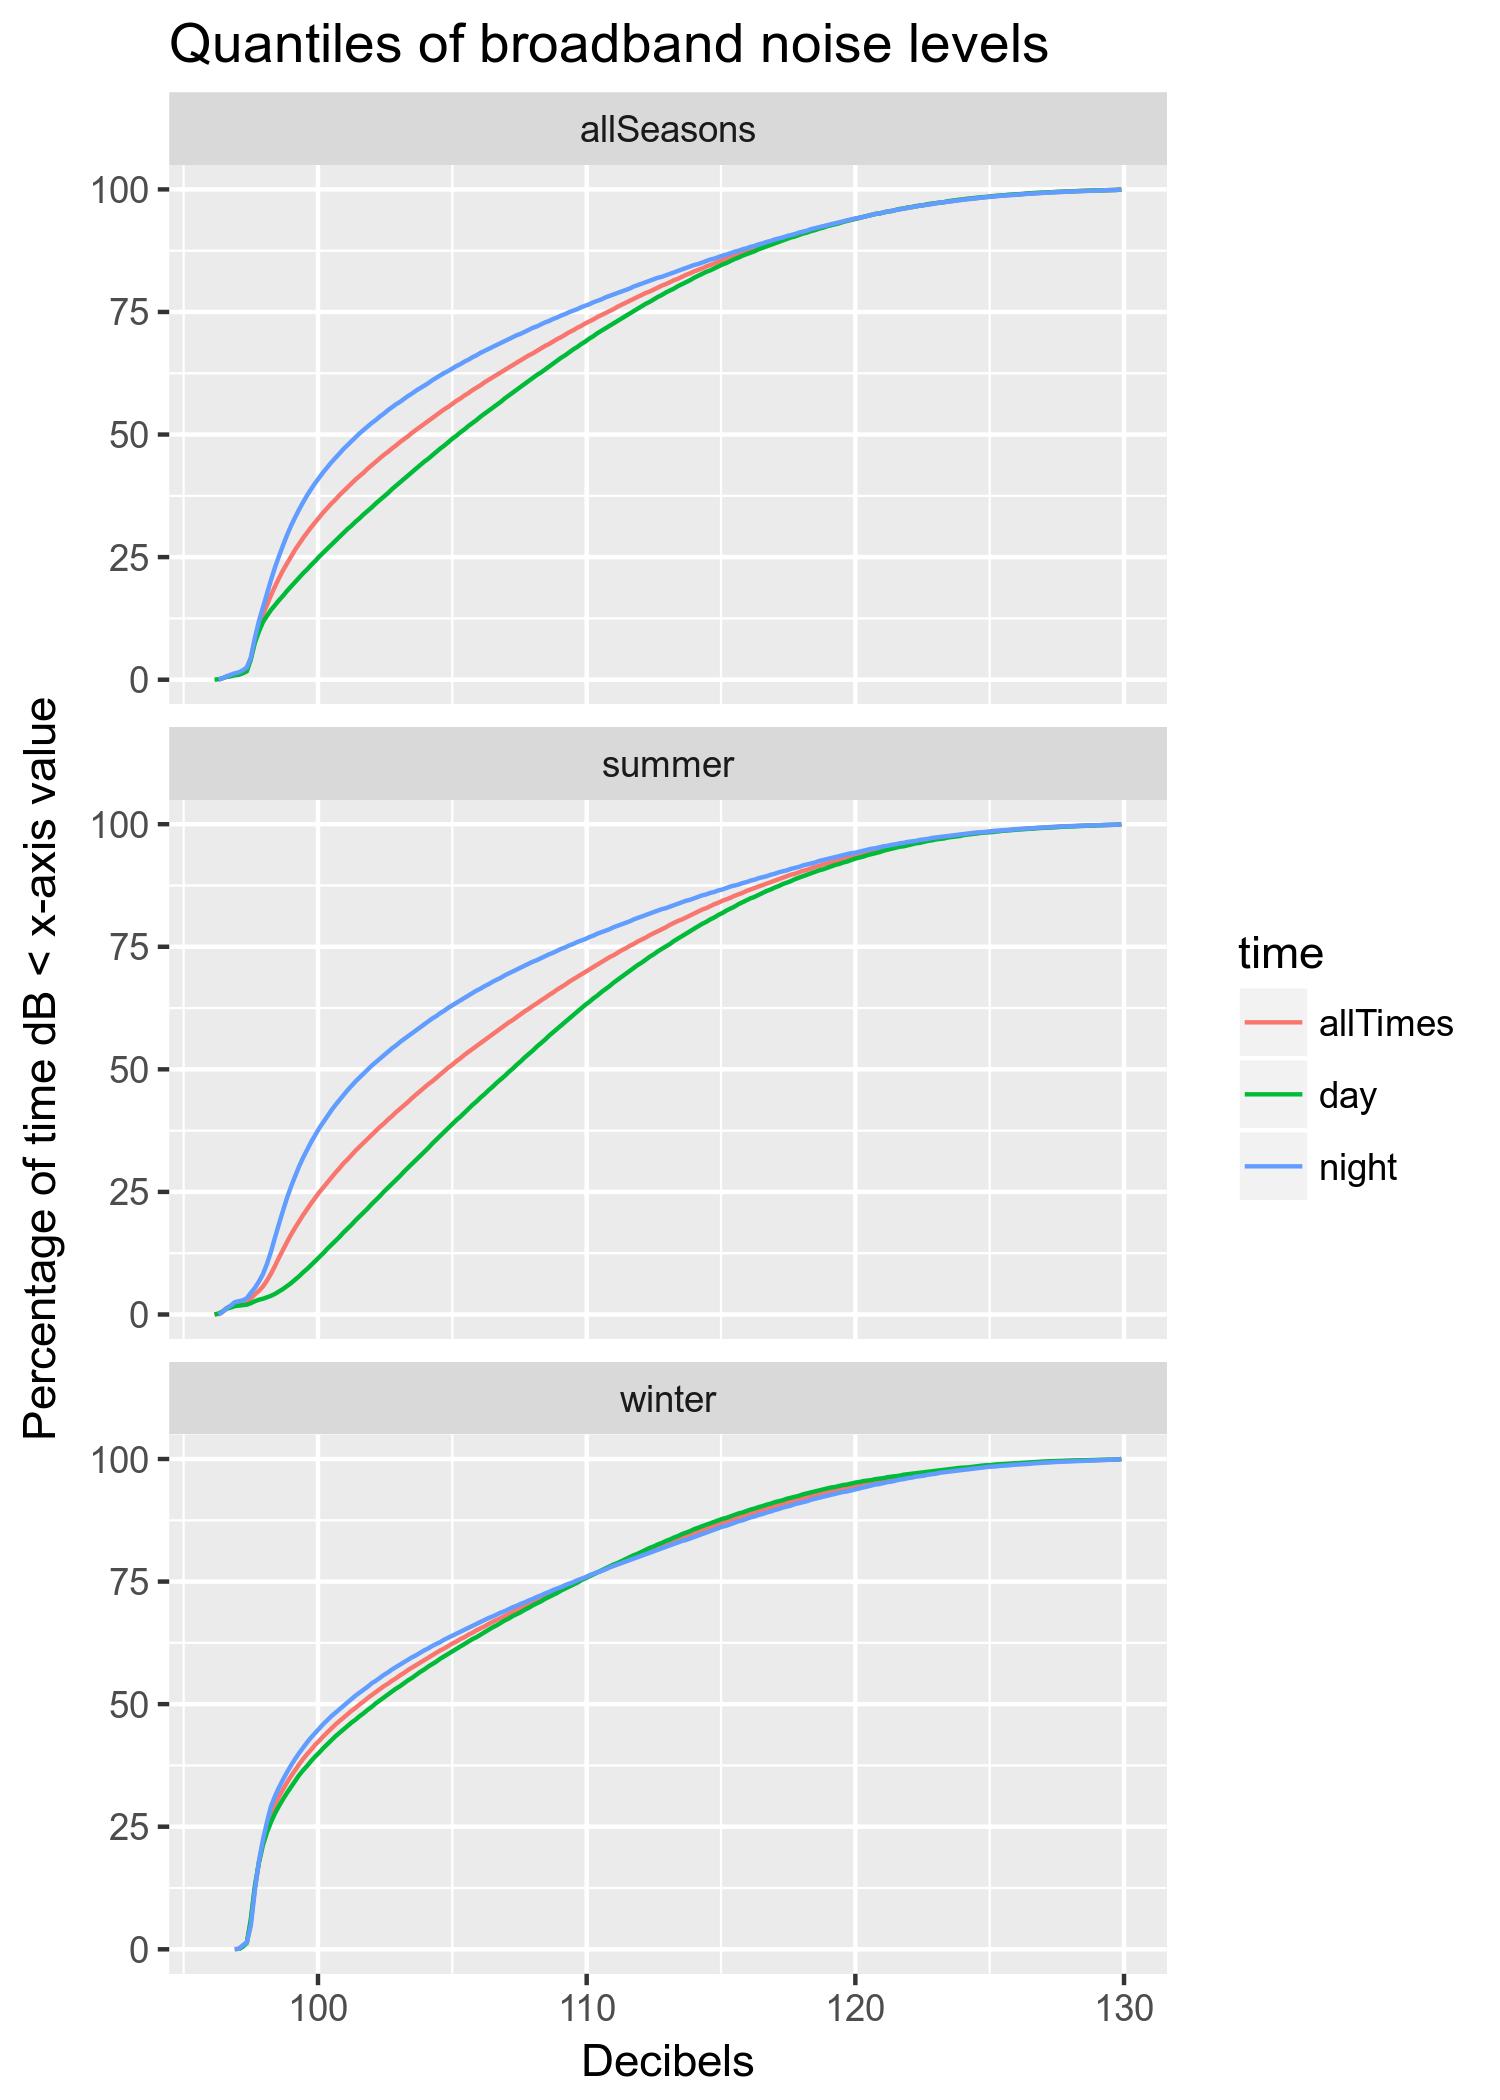 Quantiles of broadband noise levels
allSeasons
100
75
50
25
0
summer
100
75
50
25
0
winter
100
75
50
25
0
100 110 120 130
Decibels
Percentage of time dB < x-axis value
time
allTimes
day
night